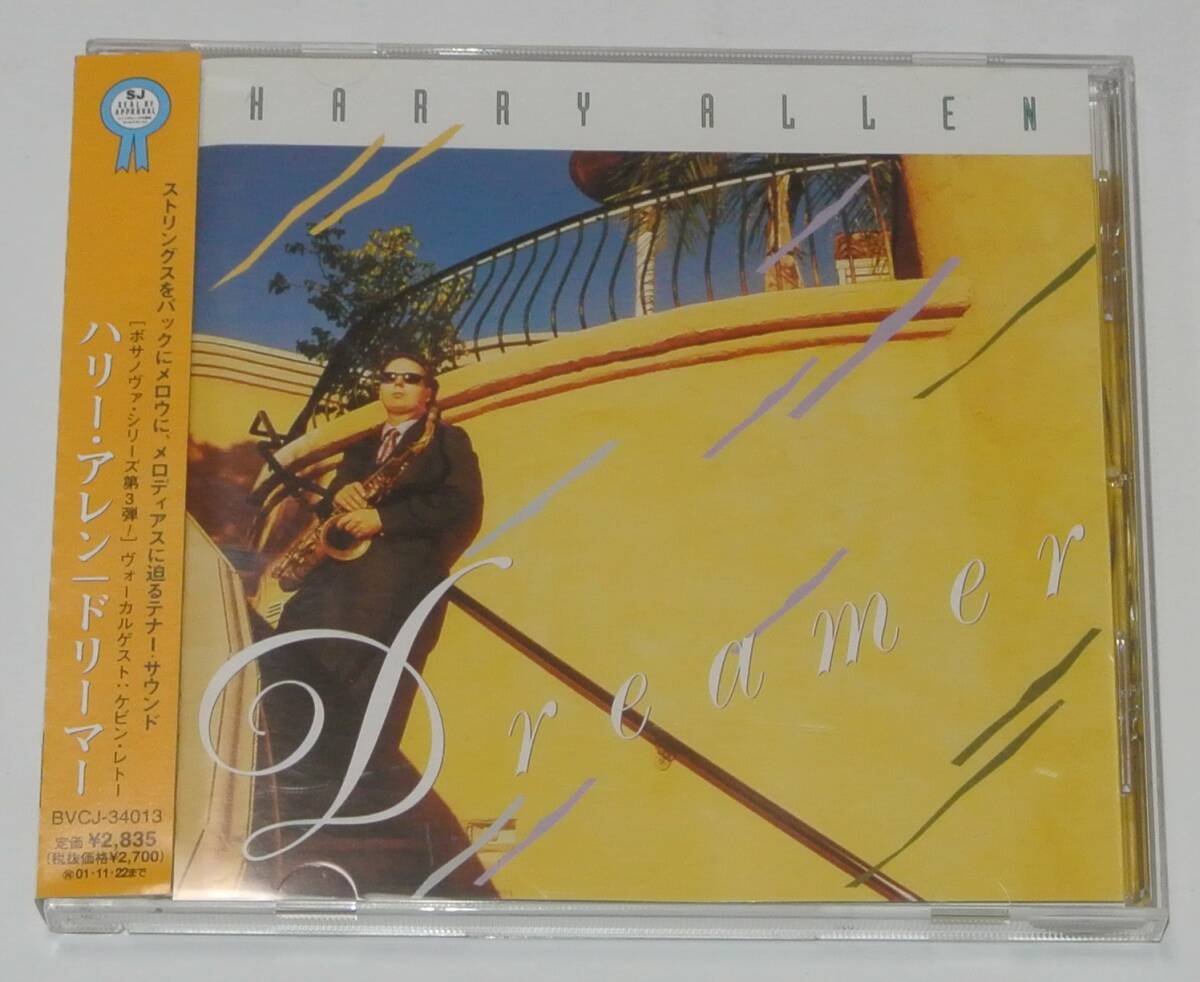 HARRY ALLEN
Dreamer
SJ
SEAL OF
APPROVAL
ストリングスをバックにメロウに、メロディアスに迫るテナー・サウンド
[ボサノヴァ・シリーズ第3弾!] ヴォーカルゲスト:ケビン・レトー
ハリー・アレン|ドリーマー
BVCJ-34013
定価 ¥2,835
(税抜価格¥2,700)
01・11・22まで